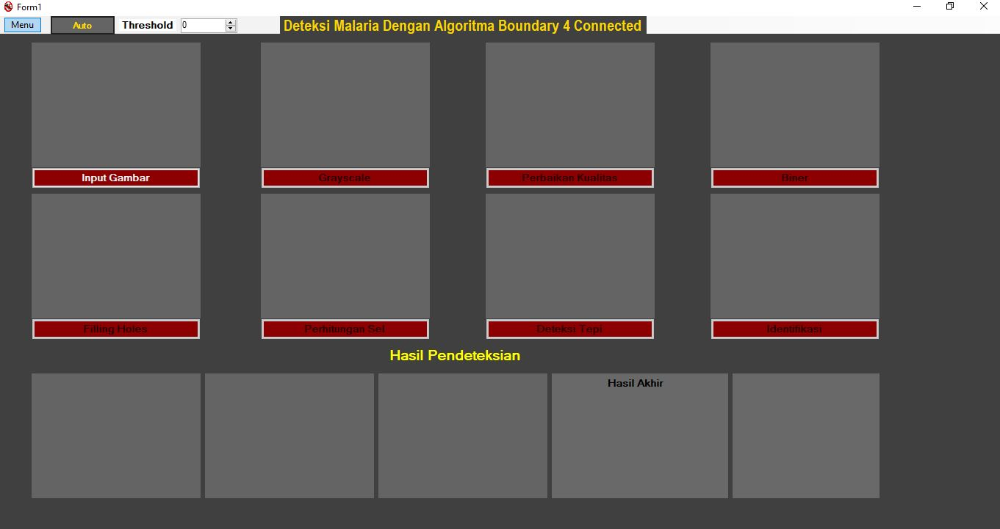 Form1
Menu
Auto
Threshold
0
Deteksi Malaria Dengan Algoritma Boundary 4 Connected
Input Gambar
Grayscale
Perbaikan Kualitas
Biner
Filling Holes
Perhitungan Sel
Deteksi Tepi
Identifikasi
Hasil Pendeteksian
Hasil Akhir